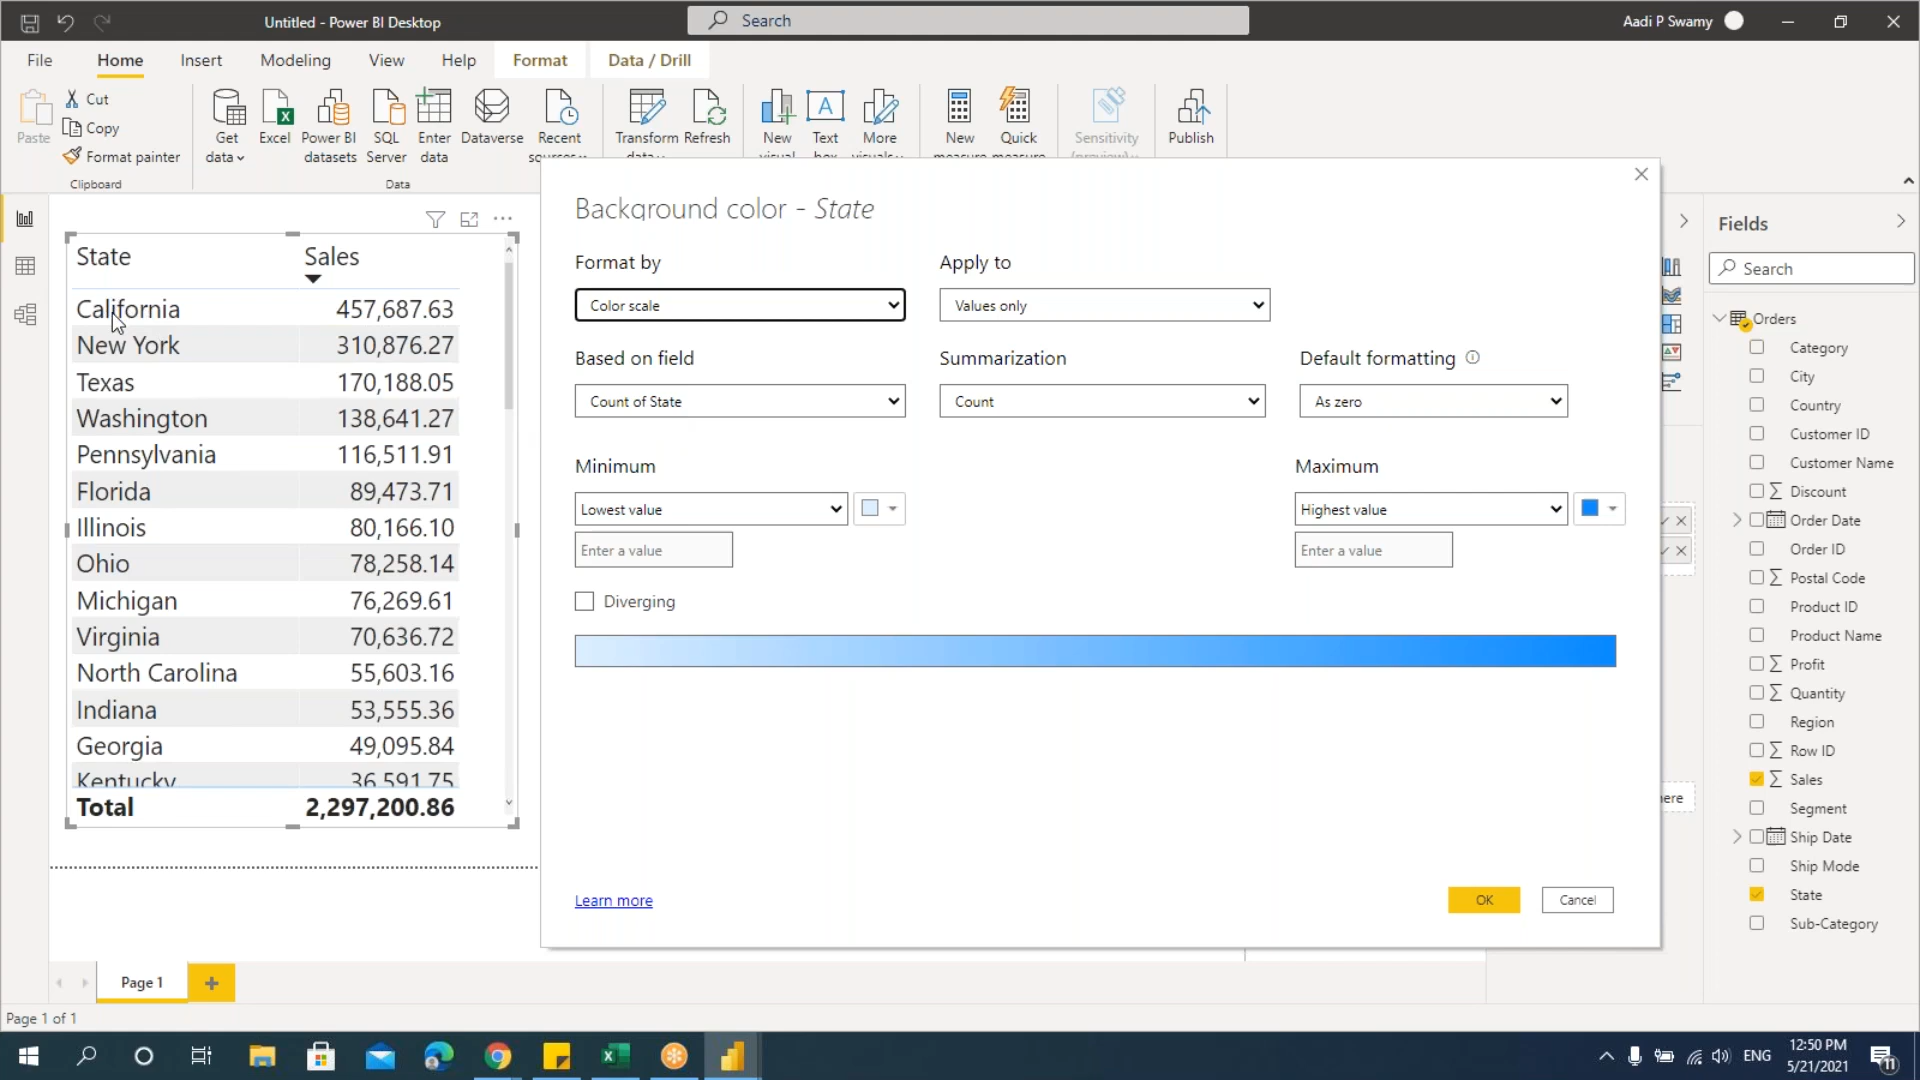 Untitled - Power BI Desktop
Search
Aadi P Swamy
File Home Insert Modeling View Help Format Data / Drill
Paste
Cut
Copy
Format painter
Clipboard
Get data
Excel
Power BI datasets
SQL Server
Enter data
Dataverse
Recent sources
Data
Transform data
Refresh
New visual
Text box
More visuals
New measure
Quick measure
Sensitivity (preview)
Publish
State Sales
California 457,687.63
New York 310,876.27
Texas 170,188.05
Washington 138,641.27
Pennsylvania 116,511.91
Florida 89,473.71
Illinois 80,166.10
Ohio 78,258.14
Michigan 76,269.61
Virginia 70,636.72
North Carolina 55,603.16
Indiana 53,555.36
Georgia 49,095.84
Kentucky 36,591.75
Total 2,297,200.86
Background color - State
Format by Apply to
Color scale Values only
Based on field Summarization Default formatting
Count of State Count As zero
Minimum Maximum
Lowest value Highest value
Enter a value Enter a value
Diverging
Learn more OK Cancel
here
Fields
Search
Orders
Category
City
Country
Customer ID
Customer Name
Discount
Order Date
Order ID
Postal Code
Product ID
Product Name
Profit
Quantity
Region
Row ID
Sales
Segment
Ship Date
Ship Mode
State
Sub-Category
Page 1
Page 1 of 1
ENG
12:50 PM
5/21/2021
11